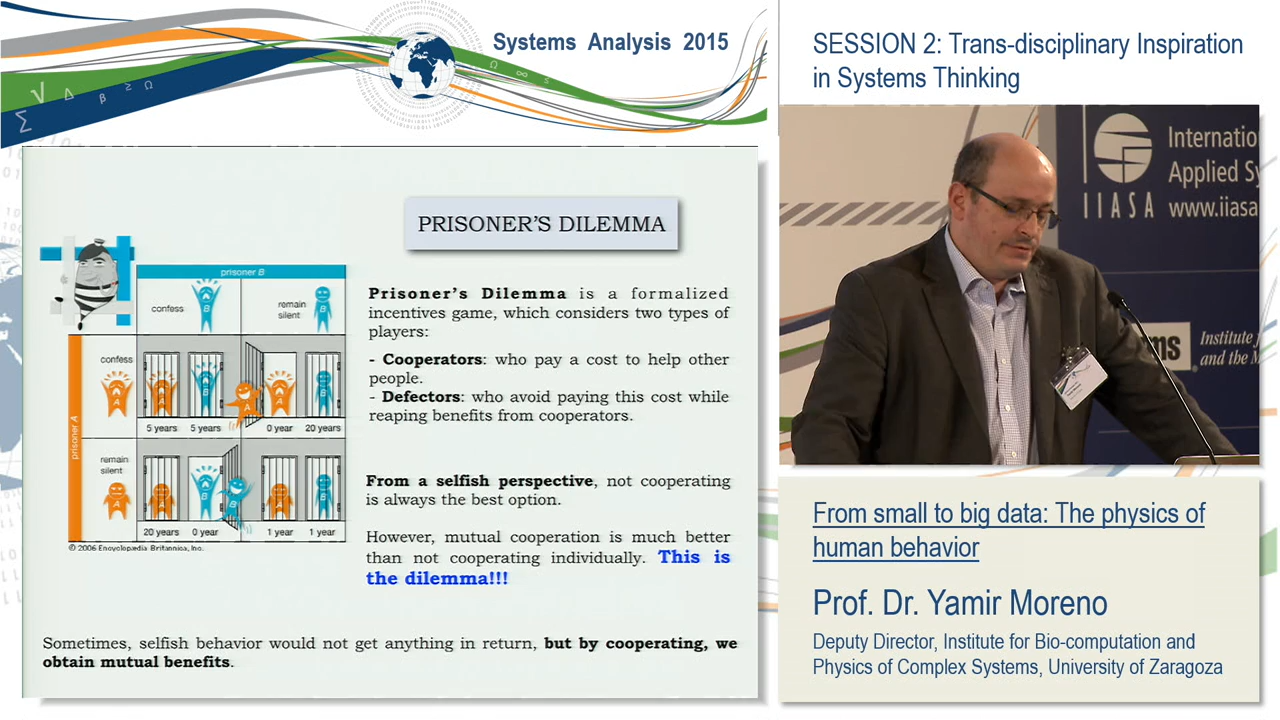 Systems Analysis 2015
PRISONER'S DILEMMA
prisoner B
confess
B
remain
silent
B
prisoner A
confess
A
A
B
A
A
B
5 years
5 years
0 year
20 years
remain
silent
A
A
B
B
A
B
20 years
0 year
1 year
1 year
© 2006 Encyclopædia Britannica, Inc.
Prisoner's Dilemma is a formalized
incentives game, which considers two types of
players:
- Cooperators: who pay a cost to help other
people.
- Defectors: who avoid paying this cost while
reaping benefits from cooperators.
From a selfish perspective, not cooperating
is always the best option.
However, mutual cooperation is much better
than not cooperating individually. This is
the dilemma!!!
Sometimes, selfish behavior would not get anything in return, but by cooperating, we
obtain mutual benefits.
SESSION 2: Trans-disciplinary Inspiration
in Systems Thinking
IIASA
Internatio
Applied Sy
www.iiasa
ms
Institute f
and the M
From small to big data: The physics of
human behavior
Prof. Dr. Yamir Moreno
Deputy Director, Institute for Bio-computation and
Physics of Complex Systems, University of Zaragoza